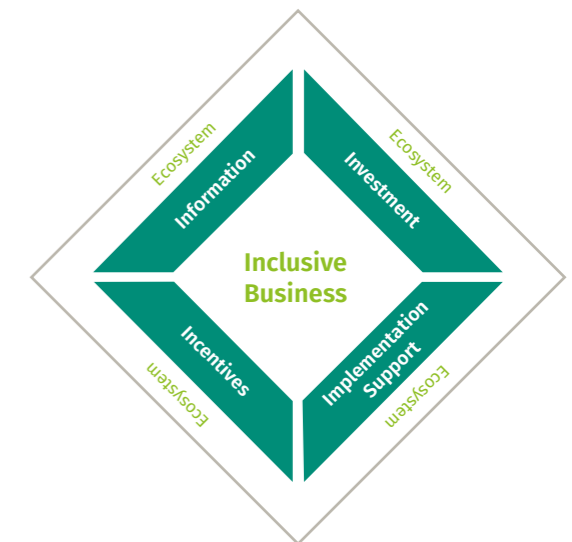 Ecosystem
Ecosystem
Information
Investment
Inclusive
Business
Incentives
Implementation
Support
Ecosystem
Ecosystem